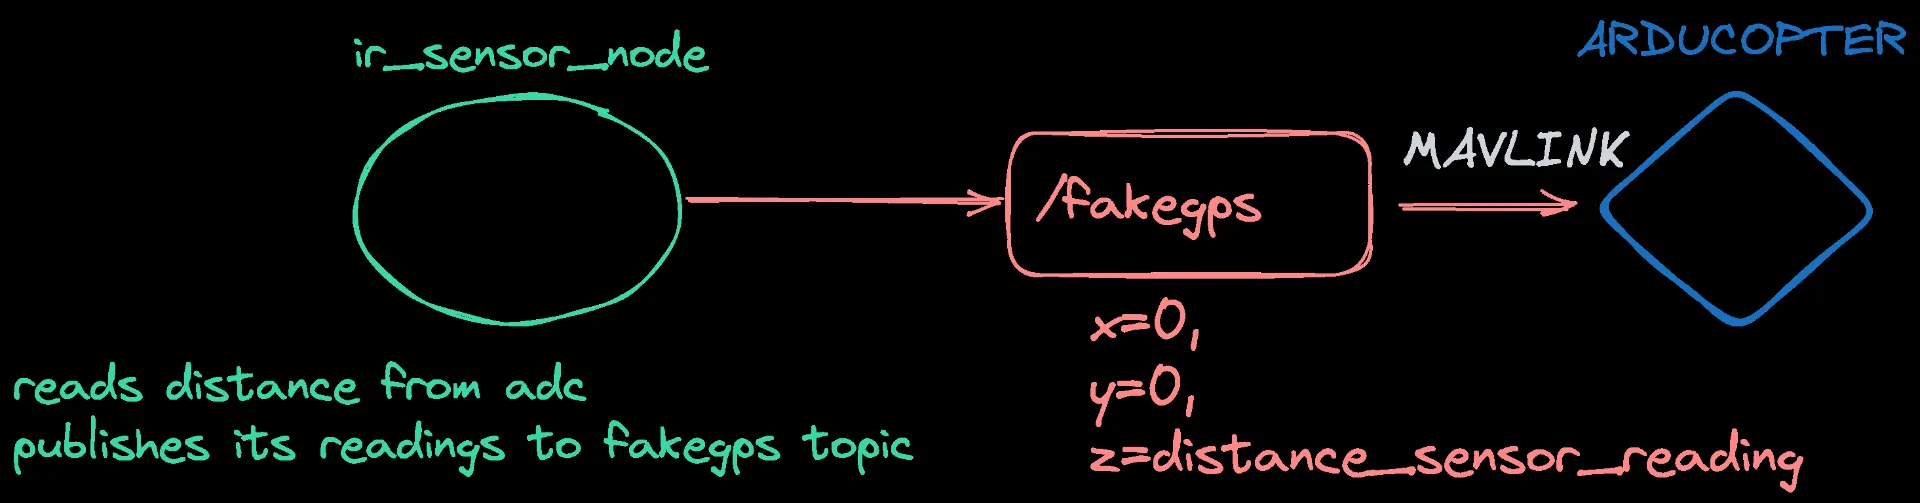 ir_sensor_node
ARDUCOPTER
MAVLINK
/fakegps
x=0,
y=0,
z=distance_sensor_reading
reads distance from adc
publishes its readings to fakegps topic